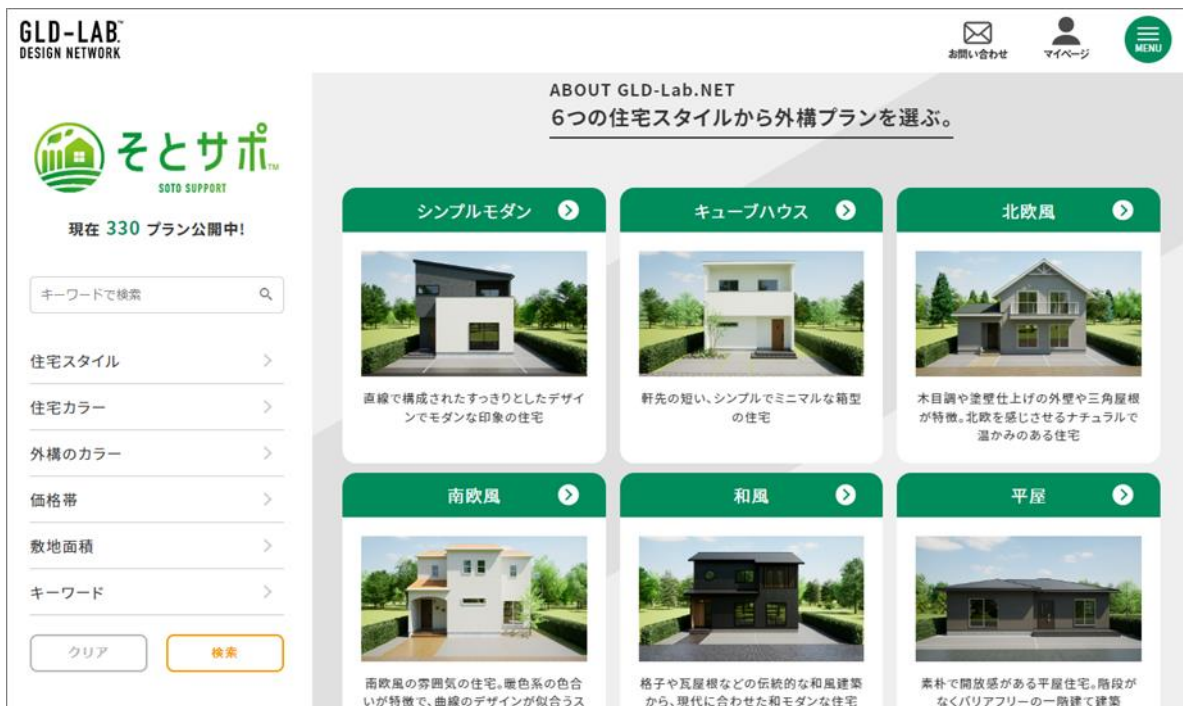 GLD-LAB™
DESIGN NETWORK
お問い合わせ
マイページ
MENU
そとサポ™
SOTO SUPPORT
現在 330 プラン公開中!
キーワードで検索
住宅スタイル
住宅カラー
外構のカラー
価格帯
敷地面積
キーワード
クリア
検索
ABOUT GLD-Lab.NET
6つの住宅スタイルから外構プランを選ぶ。
シンプルモダン
直線で構成されたすっきりとしたデザイ
ンでモダンな印象の住宅
キューブハウス
軒先の短い、シンプルでミニマルな箱型
の住宅
北欧風
木目調や塗壁仕上げの外壁や三角屋根
が特徴。北欧を感じさせるナチュラルで
温かみのある住宅
南欧風
南欧風の雰囲気の住宅。暖色系の色合
いが特徴で、曲線のデザインが似合うス
和風
格子や瓦屋根などの伝統的な和風建築
から、現代に合わせた和モダンな住宅
平屋
素朴で開放感がある平屋住宅。階段が
なくバリアフリーの一階建て建築